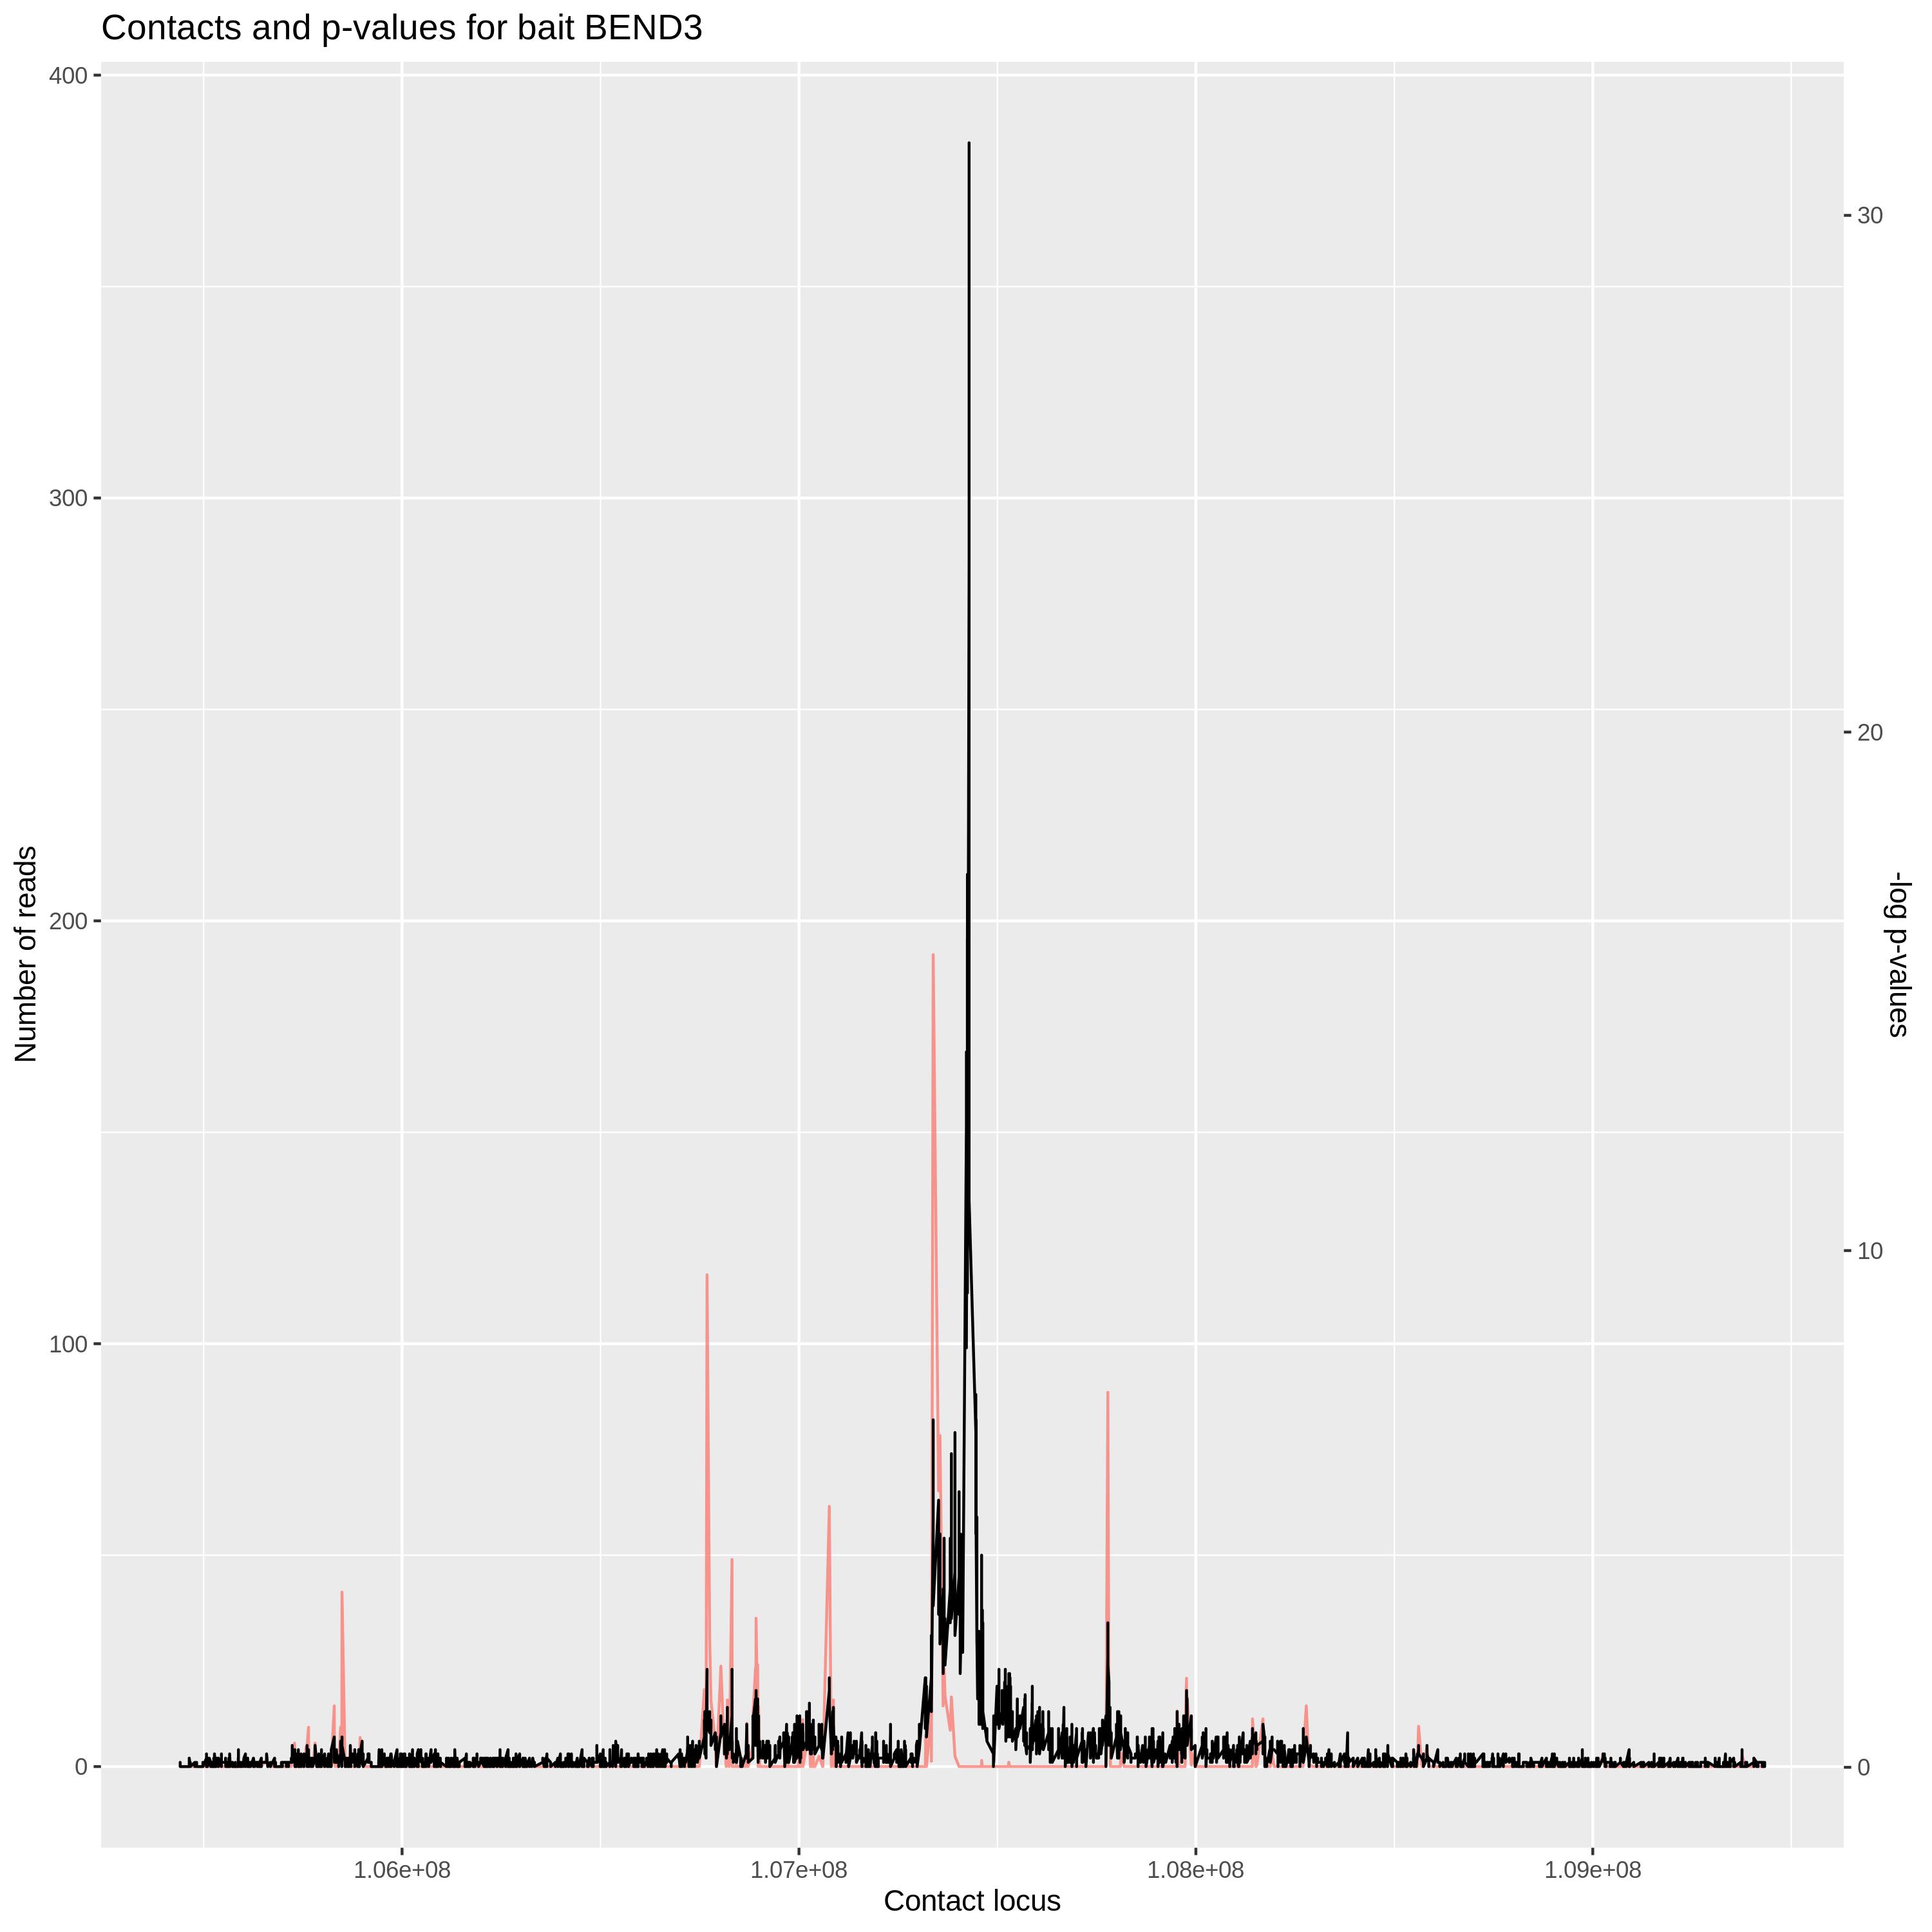 Contacts and p-values for bait BEND3
400
300
200
100
0
Number of reads
30
20
10
0
-log p-values
1.06e+08
1.07e+08
1.08e+08
1.09e+08
Contact locus